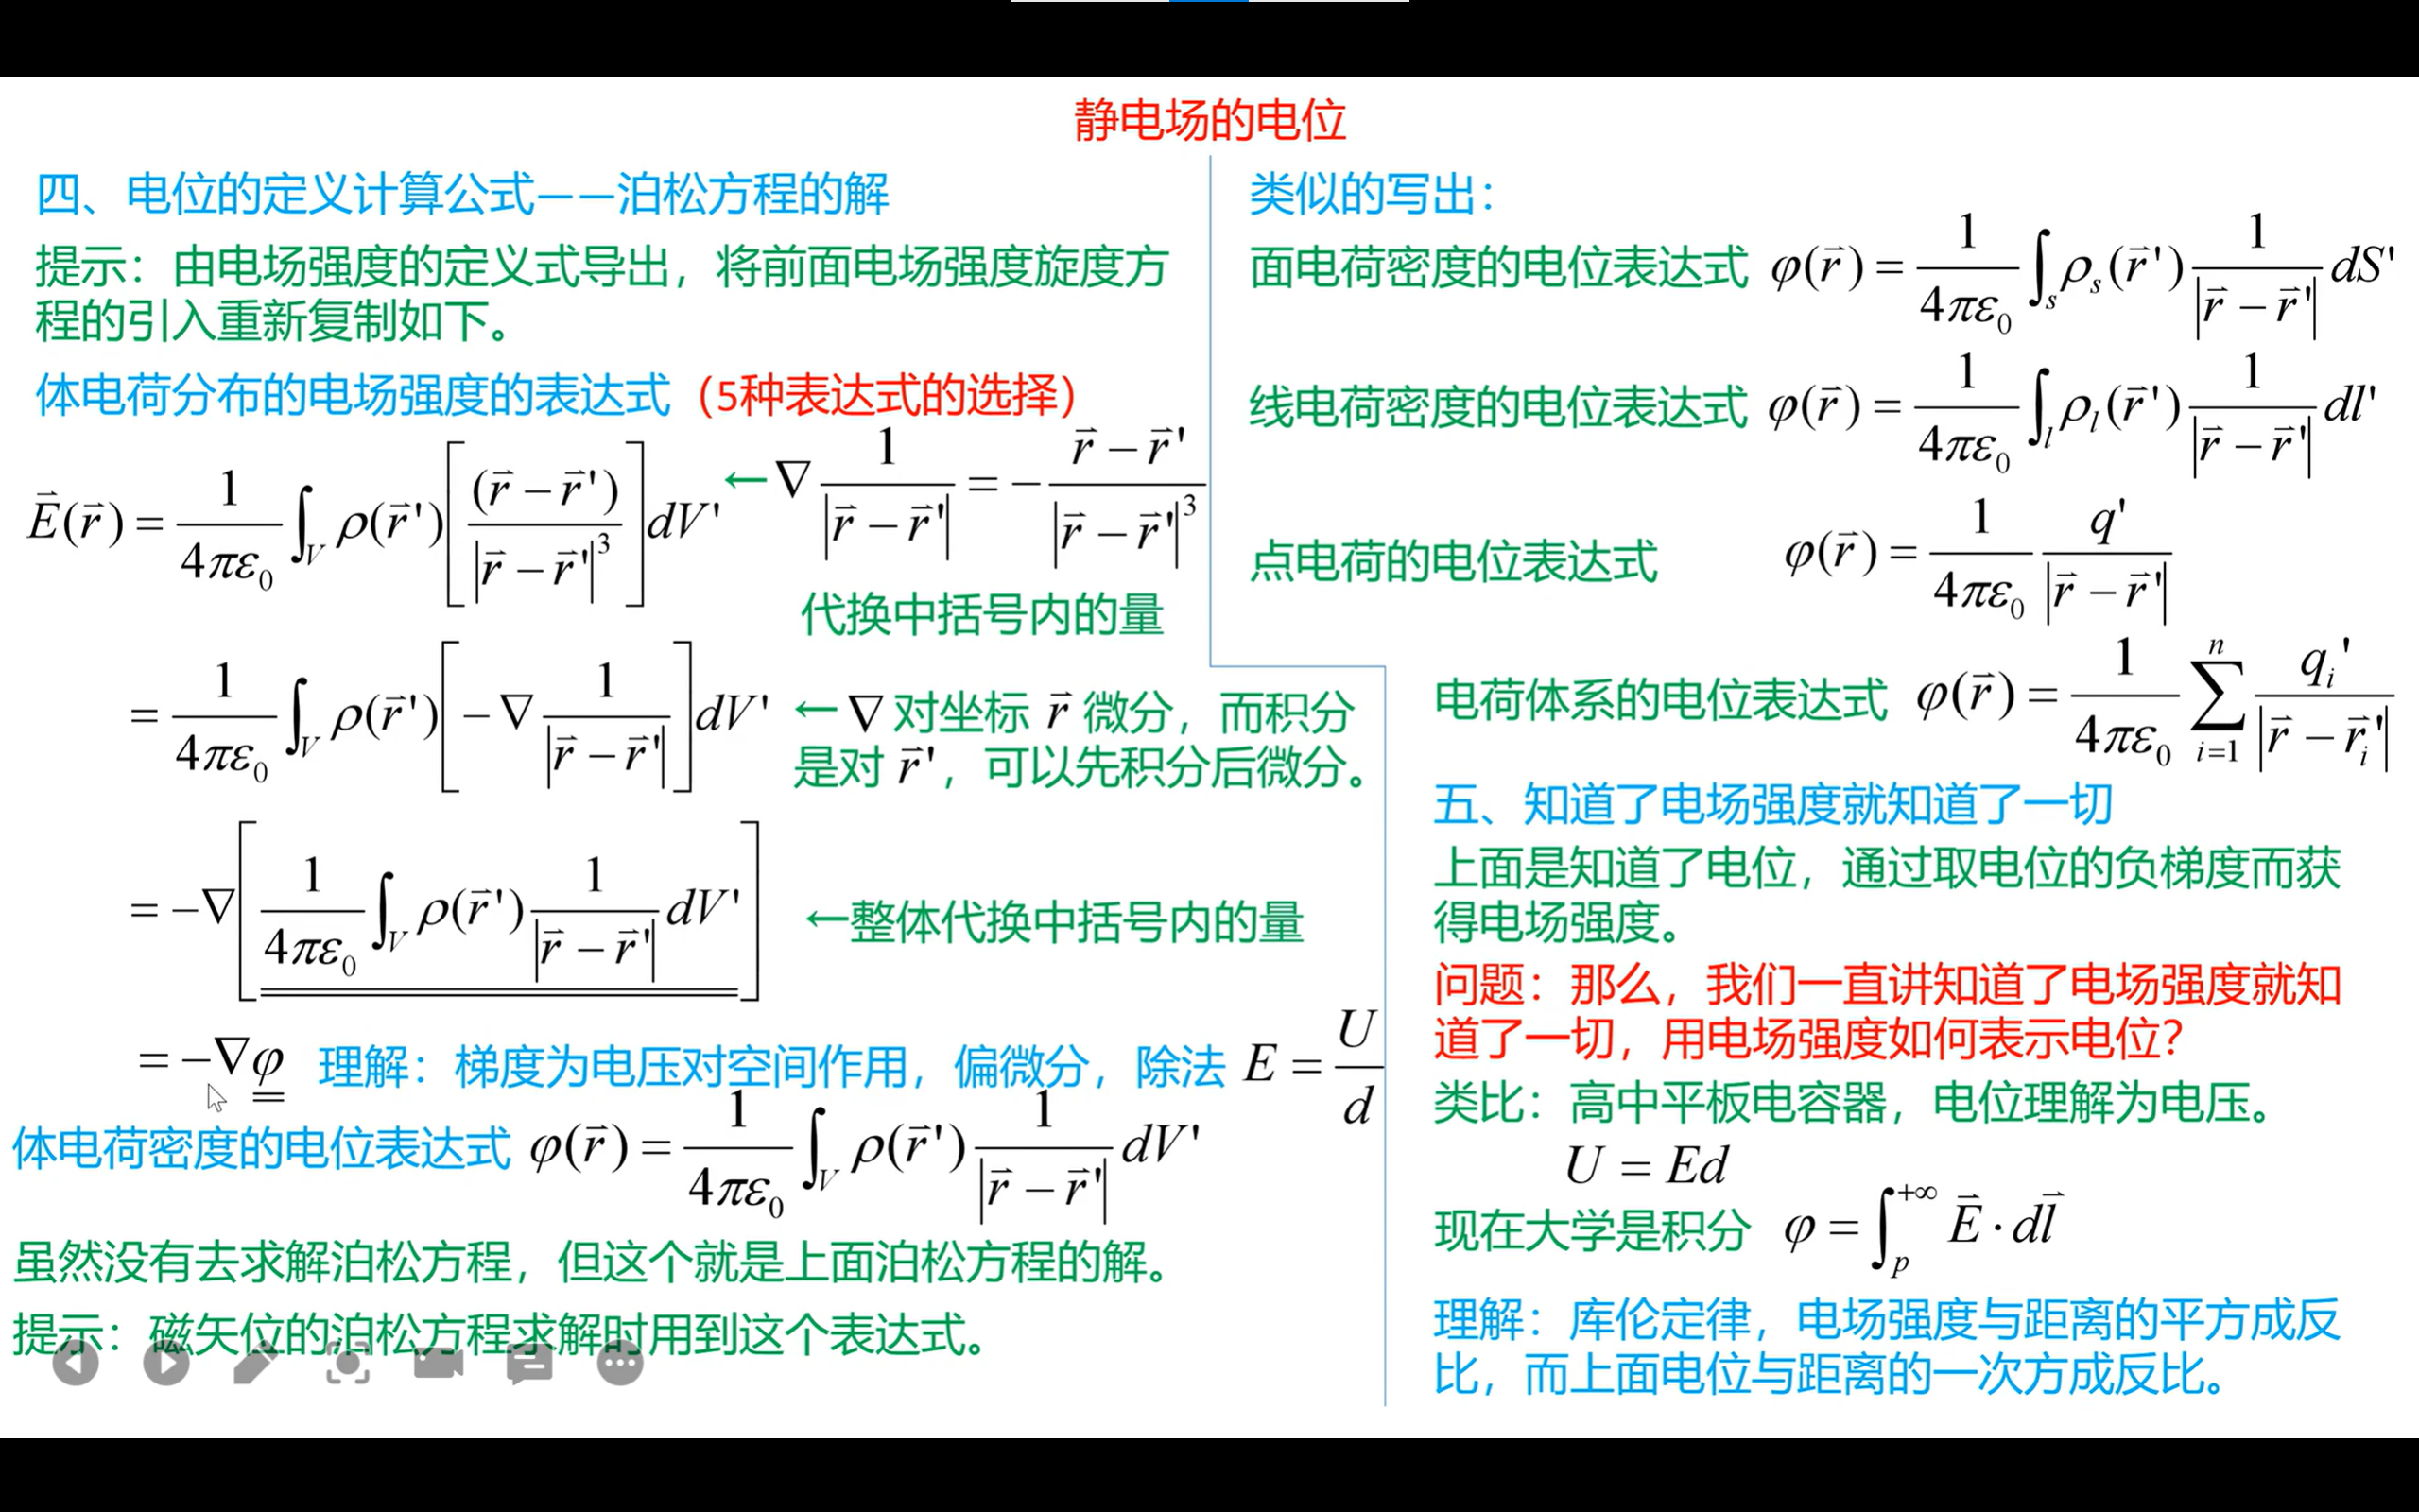 静电场的电位
四、电位的定义计算公式——泊松方程的解
提示：由电场强度的定义式导出，将前面电场强度旋度方
程的引入重新复制如下。
体电荷分布的电场强度的表达式（5种表达式的选择）
$\vec{E}(\vec{r}) = \frac{1}{4\pi\varepsilon_0} \int_V \rho(\vec{r}') \left[ \frac{(\vec{r}-\vec{r}')}{|\vec{r}-\vec{r}'|^3} \right] dV'$ ← $\nabla \frac{1}{|\vec{r}-\vec{r}'|} = -\frac{\vec{r}-\vec{r}'}{|\vec{r}-\vec{r}'|^3}$
代换中括号内的量
$= \frac{1}{4\pi\varepsilon_0} \int_V \rho(\vec{r}') \left[ -\nabla \frac{1}{|\vec{r}-\vec{r}'|} \right] dV'$ ← ∇ 对坐标 $\vec{r}$ 微分，而积分
是对 $\vec{r}'$，可以先积分后微分。
$= -\nabla \left[ \frac{1}{4\pi\varepsilon_0} \int_V \rho(\vec{r}') \frac{1}{|\vec{r}-\vec{r}'|} dV' \right]$ ←整体代换中括号内的量
$= -\nabla\varphi$ 理解：梯度为电压对空间作用，偏微分，除法 $E = \frac{U}{d}$
体电荷密度的电位表达式 $\varphi(\vec{r}) = \frac{1}{4\pi\varepsilon_0} \int_V \rho(\vec{r}') \frac{1}{|\vec{r}-\vec{r}'|} dV'$
虽然没有去求解泊松方程，但这个就是上面泊松方程的解。
提示：磁矢位的泊松方程求解时用到这个表达式。
类似的写出：
面电荷密度的电位表达式 $\varphi(\vec{r}) = \frac{1}{4\pi\varepsilon_0} \int_s \rho_s(\vec{r}') \frac{1}{|\vec{r}-\vec{r}'|} dS'$
线电荷密度的电位表达式 $\varphi(\vec{r}) = \frac{1}{4\pi\varepsilon_0} \int_l \rho_l(\vec{r}') \frac{1}{|\vec{r}-\vec{r}'|} dl'$
点电荷的电位表达式 $\varphi(\vec{r}) = \frac{1}{4\pi\varepsilon_0} \frac{q'}{|\vec{r}-\vec{r}'|}$
电荷体系的电位表达式 $\varphi(\vec{r}) = \frac{1}{4\pi\varepsilon_0} \sum_{i=1}^{n} \frac{q_i'}{|\vec{r}-\vec{r}_i'|}$
五、知道了电场强度就知道了一切
上面是知道了电位，通过取电位的负梯度而获
得电场强度。
问题：那么，我们一直讲知道了电场强度就知
道了一切，用电场强度如何表示电位？
类比：高中平板电容器，电位理解为电压。
$U = Ed$
现在大学是积分 $\varphi = \int_p^{+\infty} \vec{E} \cdot d\vec{l}$
理解：库伦定律，电场强度与距离的平方成反
比，而上面电位与距离的一次方成反比。